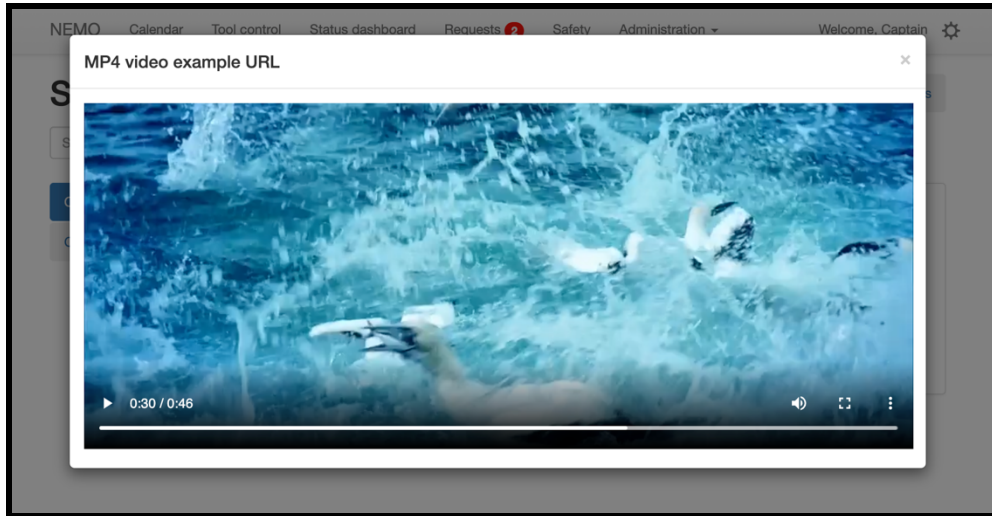 NEMO Calendar Tool control Status dashboard Requests 2 Safety Administration Welcome, Captain
MP4 video example URL ×
S
s
S
C
C
0:30 / 0:46